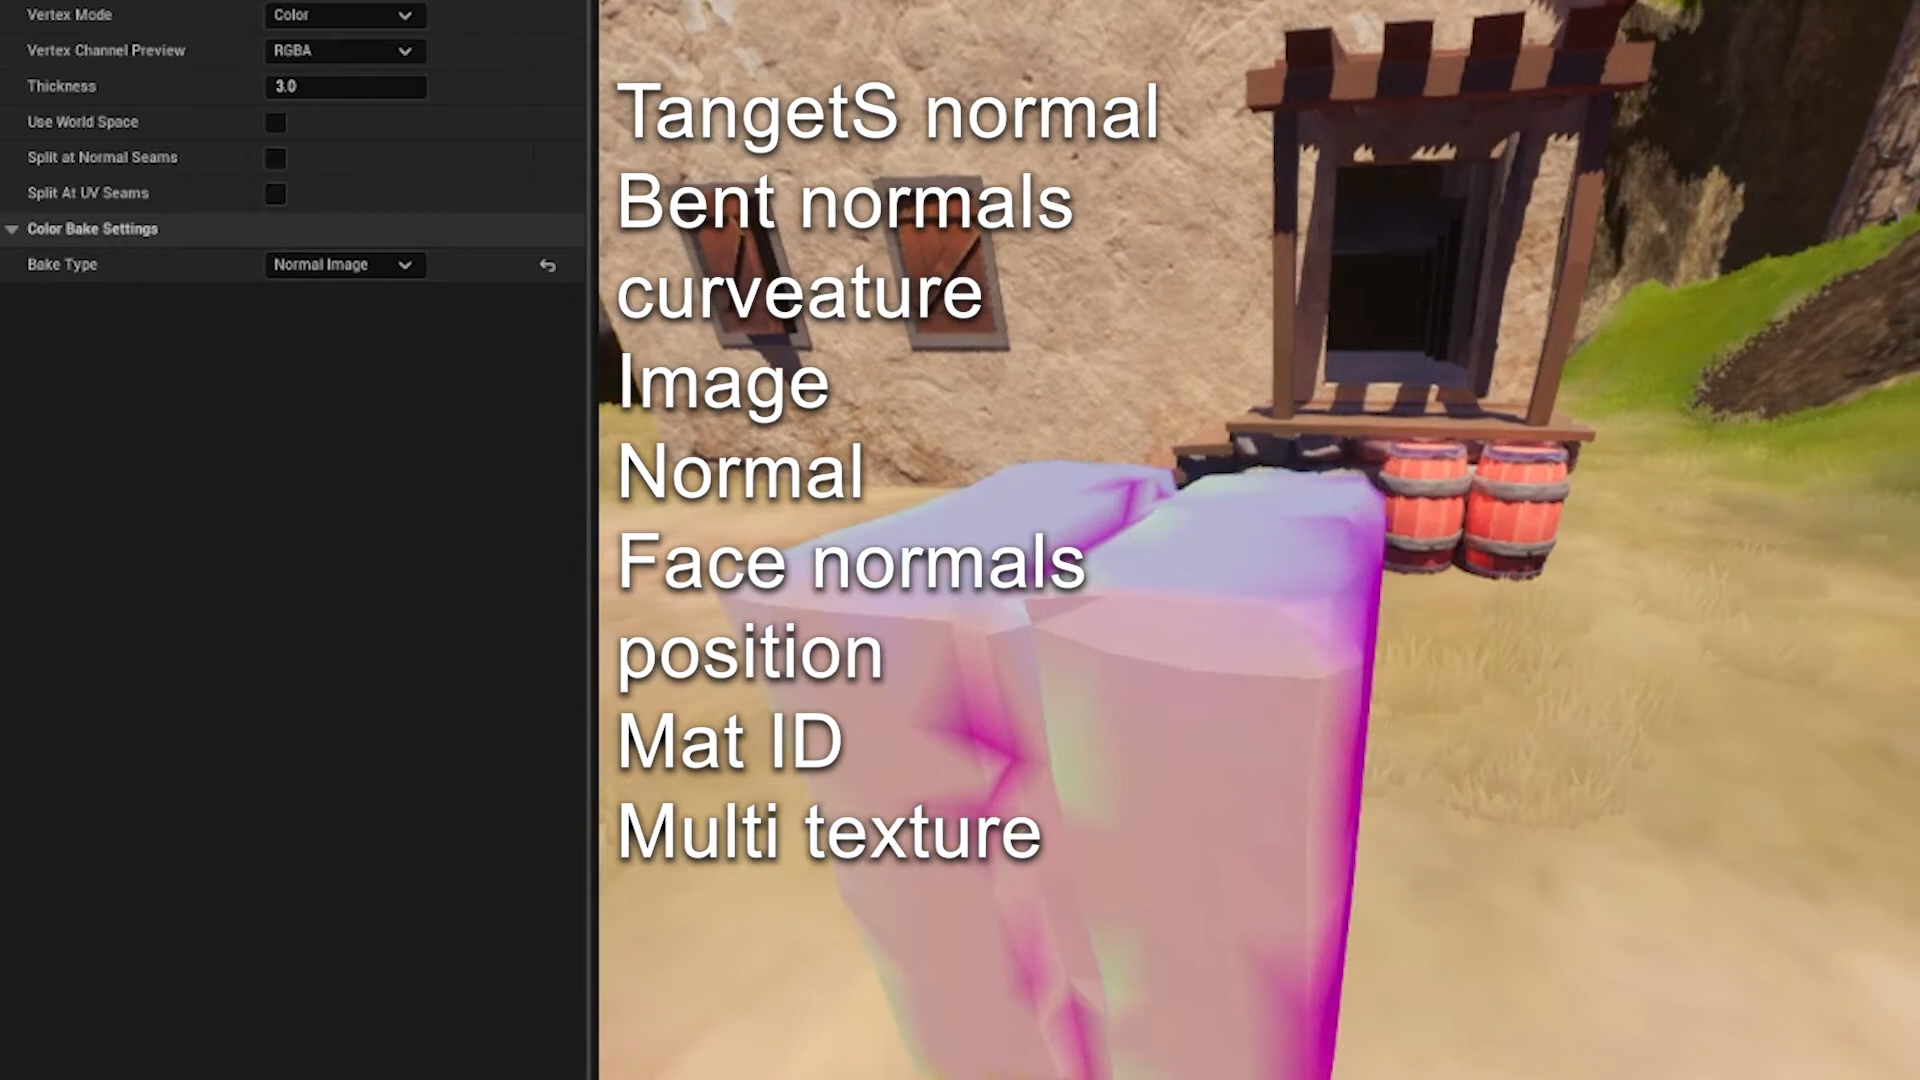 Vertex Mode Color
Vertex Channel Preview RGBA
Thickness 3.0
Use World Space
Split at Normal Seams
Split At UV Seams
Color Bake Settings
Bake Type Normal Image
TangetS normal
Bent normals
curveature
Image
Normal
Face normals
position
Mat ID
Multi texture